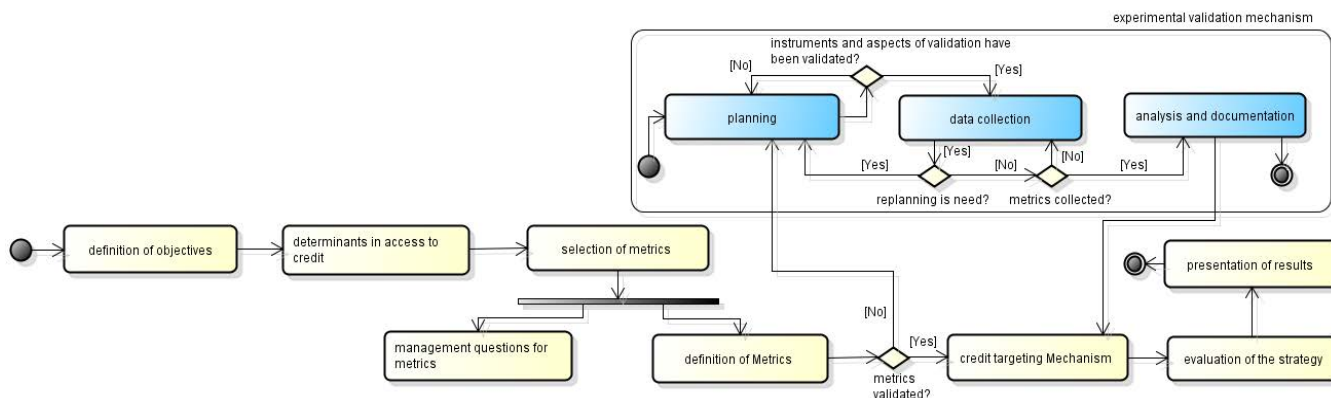 experimental validation mechanism
instruments and aspects of validation have
been validated?
[No]
[Yes]
planning
data collection
analysis and documentation
[Yes]
[No]
[Yes]
[No]
[Yes]
replanning is need?
metrics collected?
definition of objectives
determinants in access to
credit
selection of metrics
presentation of results
[No]
management questions for
metrics
definition of Metrics
[Yes]
metrics
validated?
credit targeting Mechanism
evaluation of the strategy